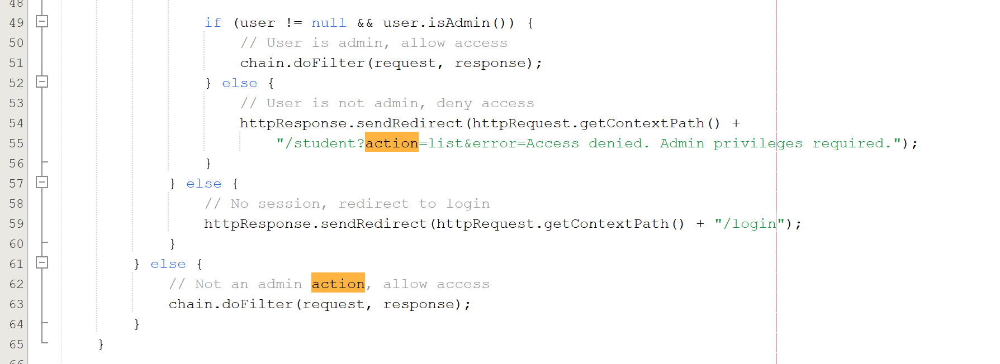 48
49 if (user != null && user.isAdmin()) {
50 // User is admin, allow access
51 chain.doFilter(request, response);
52 } else {
53 // User is not admin, deny access
54 httpResponse.sendRedirect(httpRequest.getContextPath() +
55 "/student?action=list&error=Access denied. Admin privileges required.");
56 }
57 } else {
58 // No session, redirect to login
59 httpResponse.sendRedirect(httpRequest.getContextPath() + "/login");
60 }
61 } else {
62 // Not an admin action, allow access
63 chain.doFilter(request, response);
64 }
65 }
66